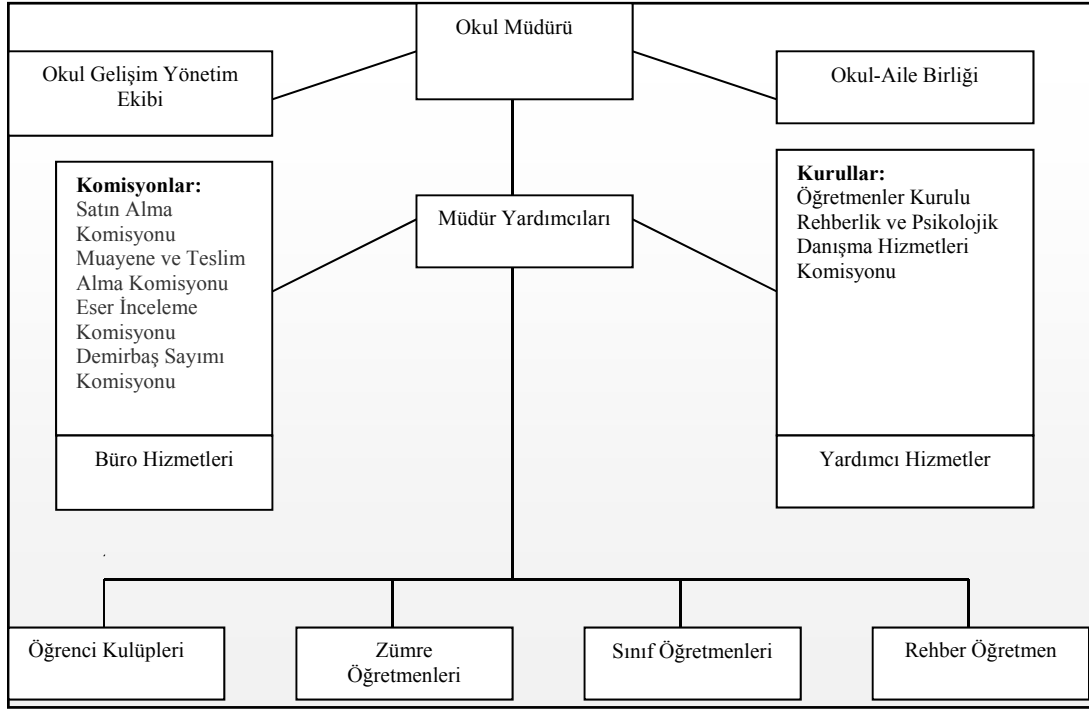 Okul Müdürü
Okul Gelişim Yönetim
Ekibi
Okul-Aile Birliği
Komisyonlar:
Satın Alma
Komisyonu
Muayene ve Teslim
Alma Komisyonu
Eser İnceleme
Komisyonu
Demirbaş Sayımı
Komisyonu
Müdür Yardımcıları
Kurullar:
Öğretmenler Kurulu
Rehberlik ve Psikolojik
Danışma Hizmetleri
Komisyonu
Büro Hizmetleri
Yardımcı Hizmetler
Öğrenci Kulüpleri
Zümre
Öğretmenleri
Sınıf Öğretmenleri
Rehber Öğretmen